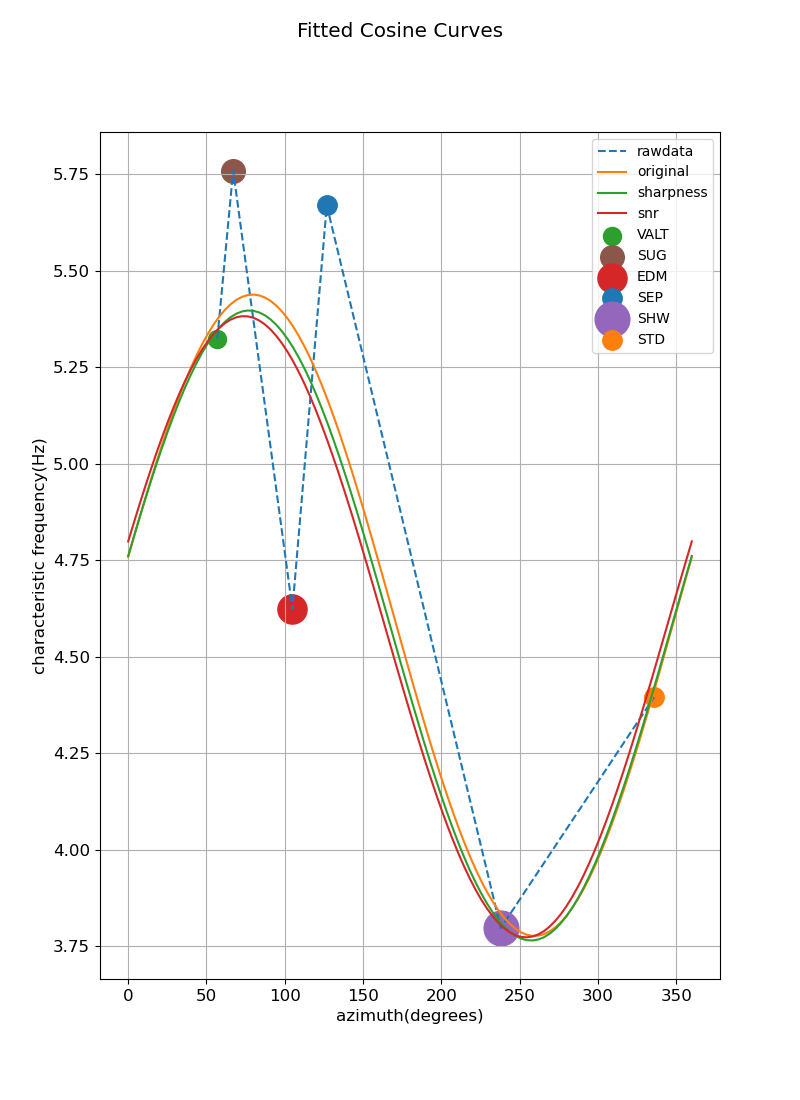 Fitted Cosine Curves
rawdata
original
sharpness
snr
VALT
SUG
EDM
SEP
SHW
STD
characteristic frequency(Hz)
5.75
5.50
5.25
5.00
4.75
4.50
4.25
4.00
3.75
0 50 100 150 200 250 300 350
azimuth(degrees)